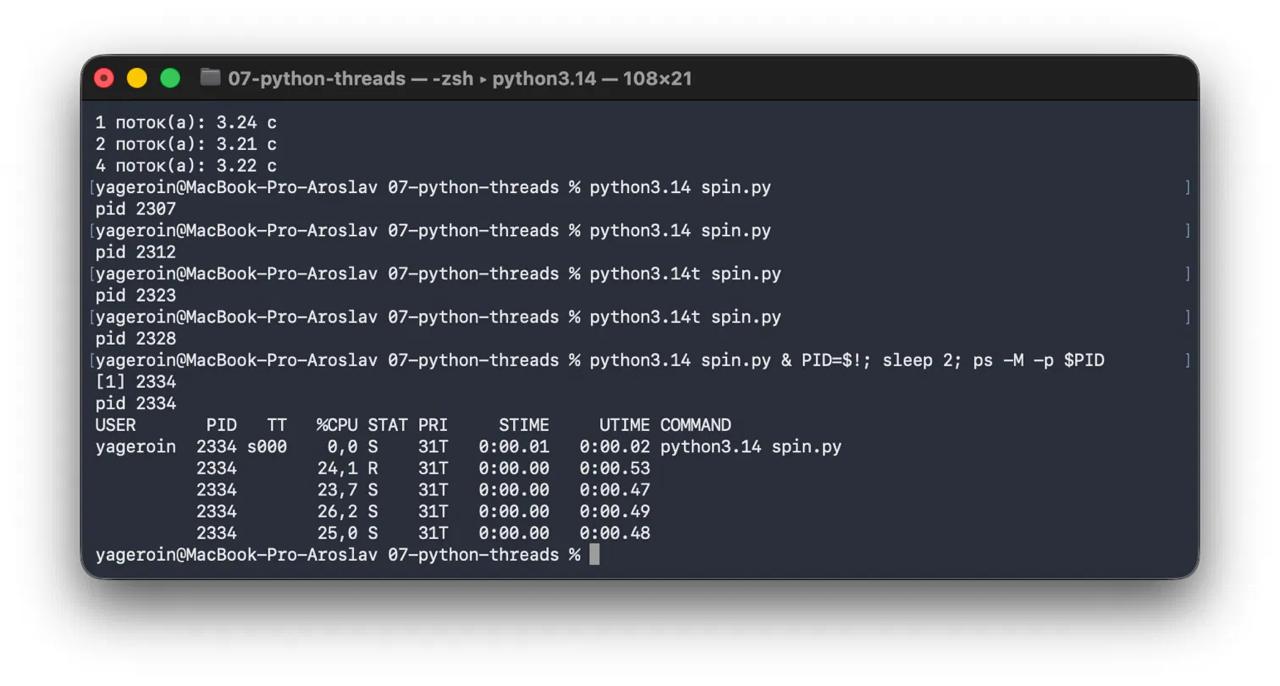 07-python-threads — -zsh ▸ python3.14 — 108×21
1 поток(а): 3.24 с
2 поток(а): 3.21 с
4 поток(а): 3.22 с
[yageroin@MacBook-Pro-Aroslav 07-python-threads % python3.14 spin.py ]
pid 2307
[yageroin@MacBook-Pro-Aroslav 07-python-threads % python3.14 spin.py ]
pid 2312
[yageroin@MacBook-Pro-Aroslav 07-python-threads % python3.14t spin.py ]
pid 2323
[yageroin@MacBook-Pro-Aroslav 07-python-threads % python3.14t spin.py ]
pid 2328
[yageroin@MacBook-Pro-Aroslav 07-python-threads % python3.14 spin.py & PID=$!; sleep 2; ps -M -p $PID ]
[1] 2334
pid 2334
USER       PID   TT   %CPU STAT PRI     STIME     UTIME COMMAND
yageroin  2334 s000    0,0 S    31T   0:00.01   0:00.02 python3.14 spin.py
          2334        24,1 R    31T   0:00.00   0:00.53
          2334        23,7 S    31T   0:00.00   0:00.47
          2334        26,2 S    31T   0:00.00   0:00.49
          2334        25,0 S    31T   0:00.00   0:00.48
yageroin@MacBook-Pro-Aroslav 07-python-threads %